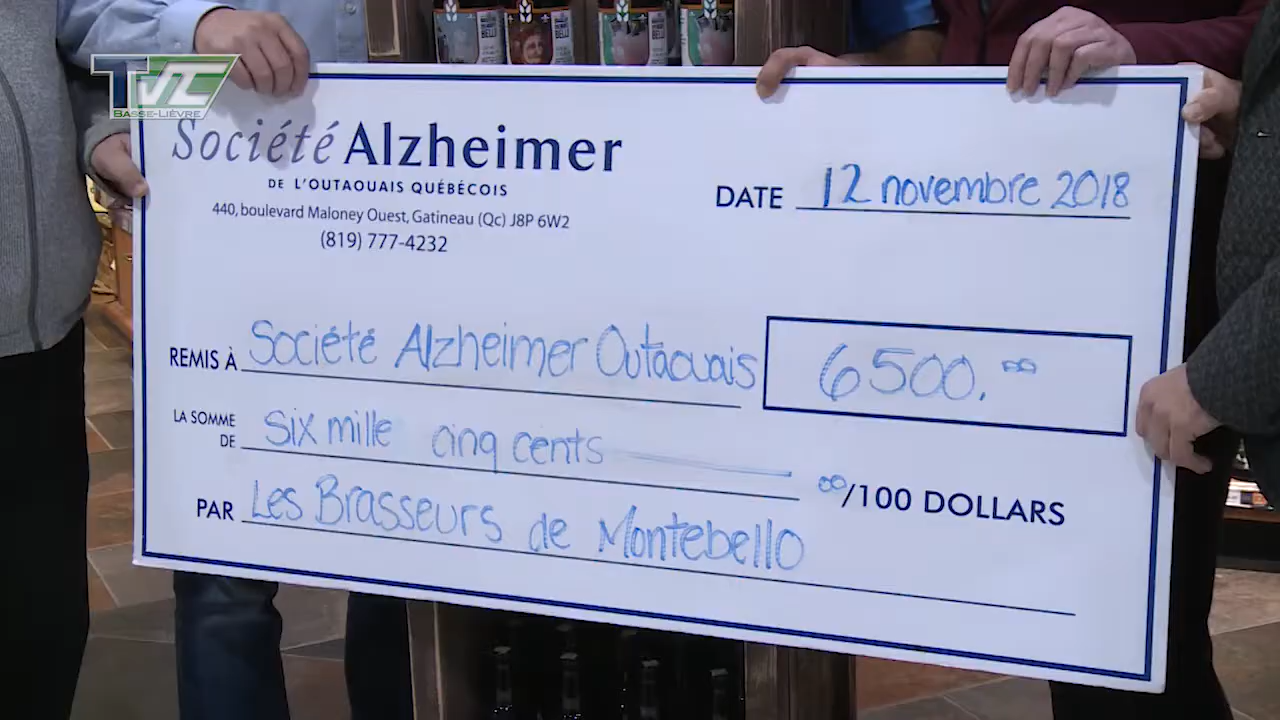 TVC
BASSE-LIÈVRE
Société Alzheimer
DE L'OUTAOUAIS QUÉBÉCOIS
440, boulevard Maloney Ouest, Gatineau (Qc) J8P 6W2
(819) 777-4232
DATE 12 novembre 2018
REMIS À Société Alzheimer Outaouais 6500.00
LA SOMME
DE six mille cinq cents 00/100 DOLLARS
PAR Les Brasseurs de Montebello